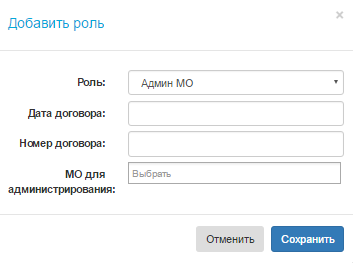 Добавить роль ×
Роль: Админ МО
Дата договора:
Номер договора:
МО для Выбрать
администрирования:
Отменить Сохранить